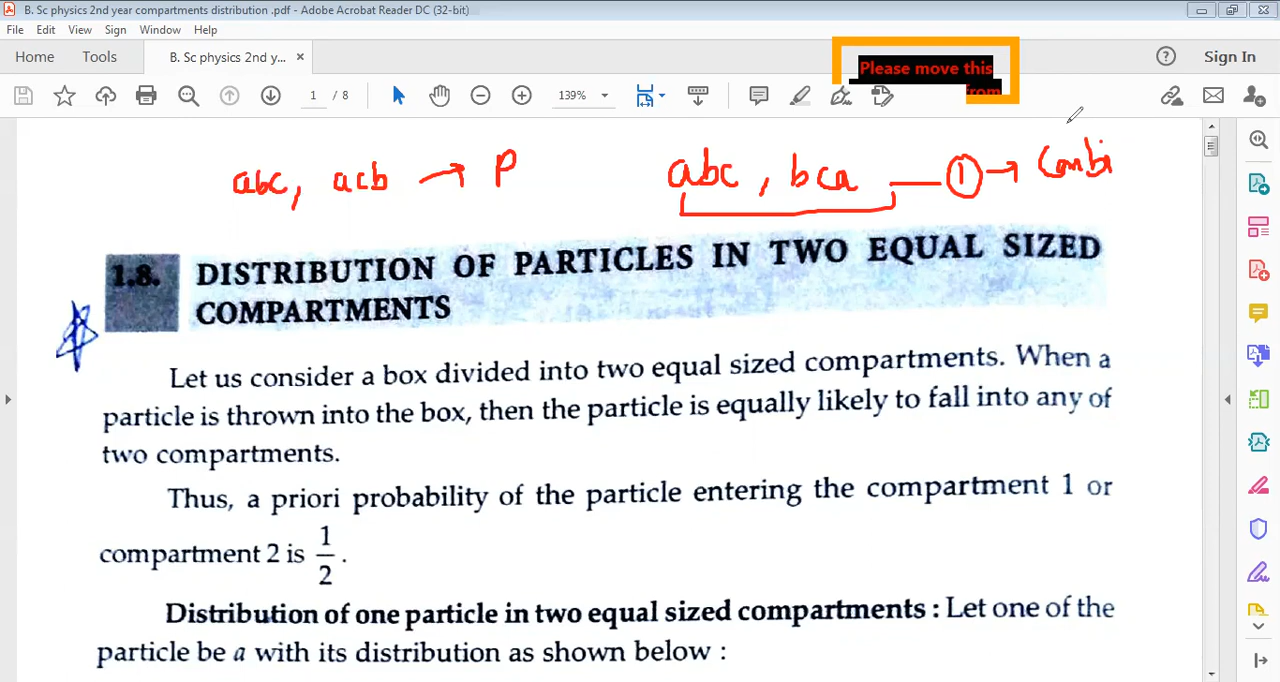 B. Sc physics 2nd year compartments distribution .pdf - Adobe Acrobat Reader DC (32-bit)
File Edit View Sign Window Help
Home Tools B. Sc physics 2nd y... × Sign In
Please move this
from
1 / 8 139%
abc, acb → P abc, bca — 1 → Combi
1.8. DISTRIBUTION OF PARTICLES IN TWO EQUAL SIZED
COMPARTMENTS
Let us consider a box divided into two equal sized compartments. When a
particle is thrown into the box, then the particle is equally likely to fall into any of
two compartments.
Thus, a priori probability of the particle entering the compartment 1 or
compartment 2 is 1/2 .
Distribution of one particle in two equal sized compartments : Let one of the
particle be a with its distribution as shown below :